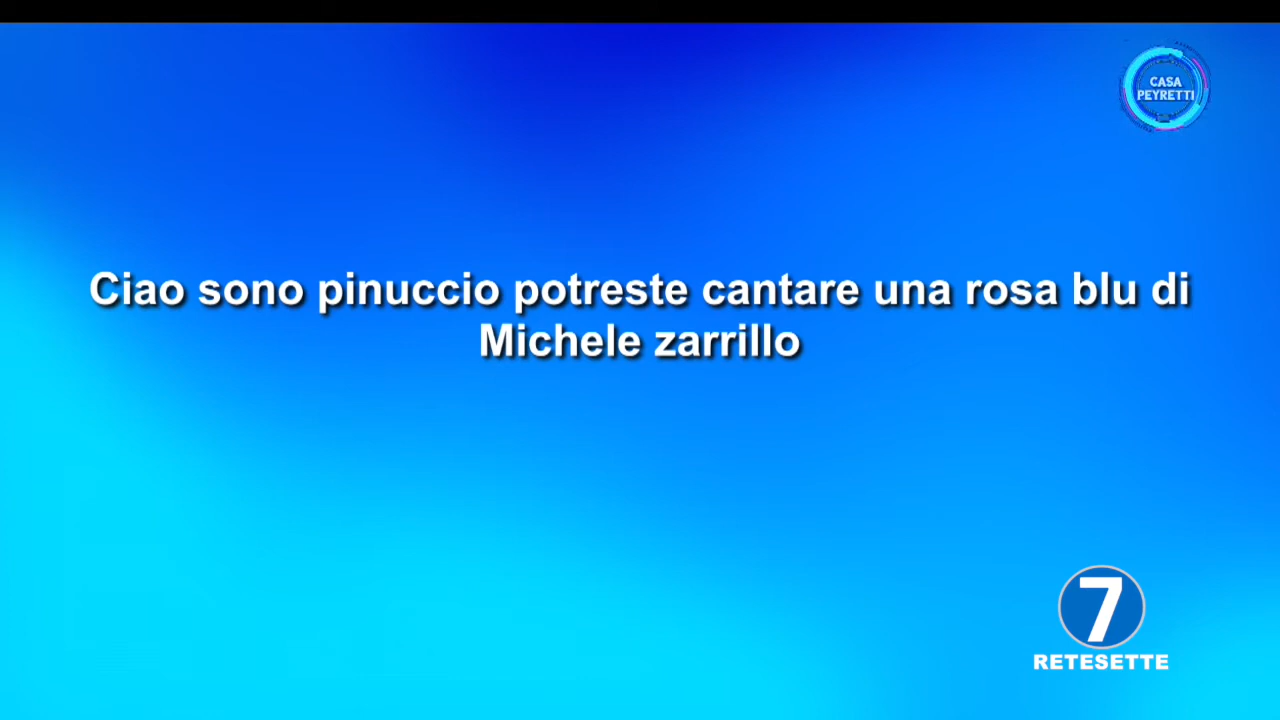 CASA
PEYRETTI
Ciao sono pinuccio potreste cantare una rosa blu di
Michele zarrillo
7
RETESETTE